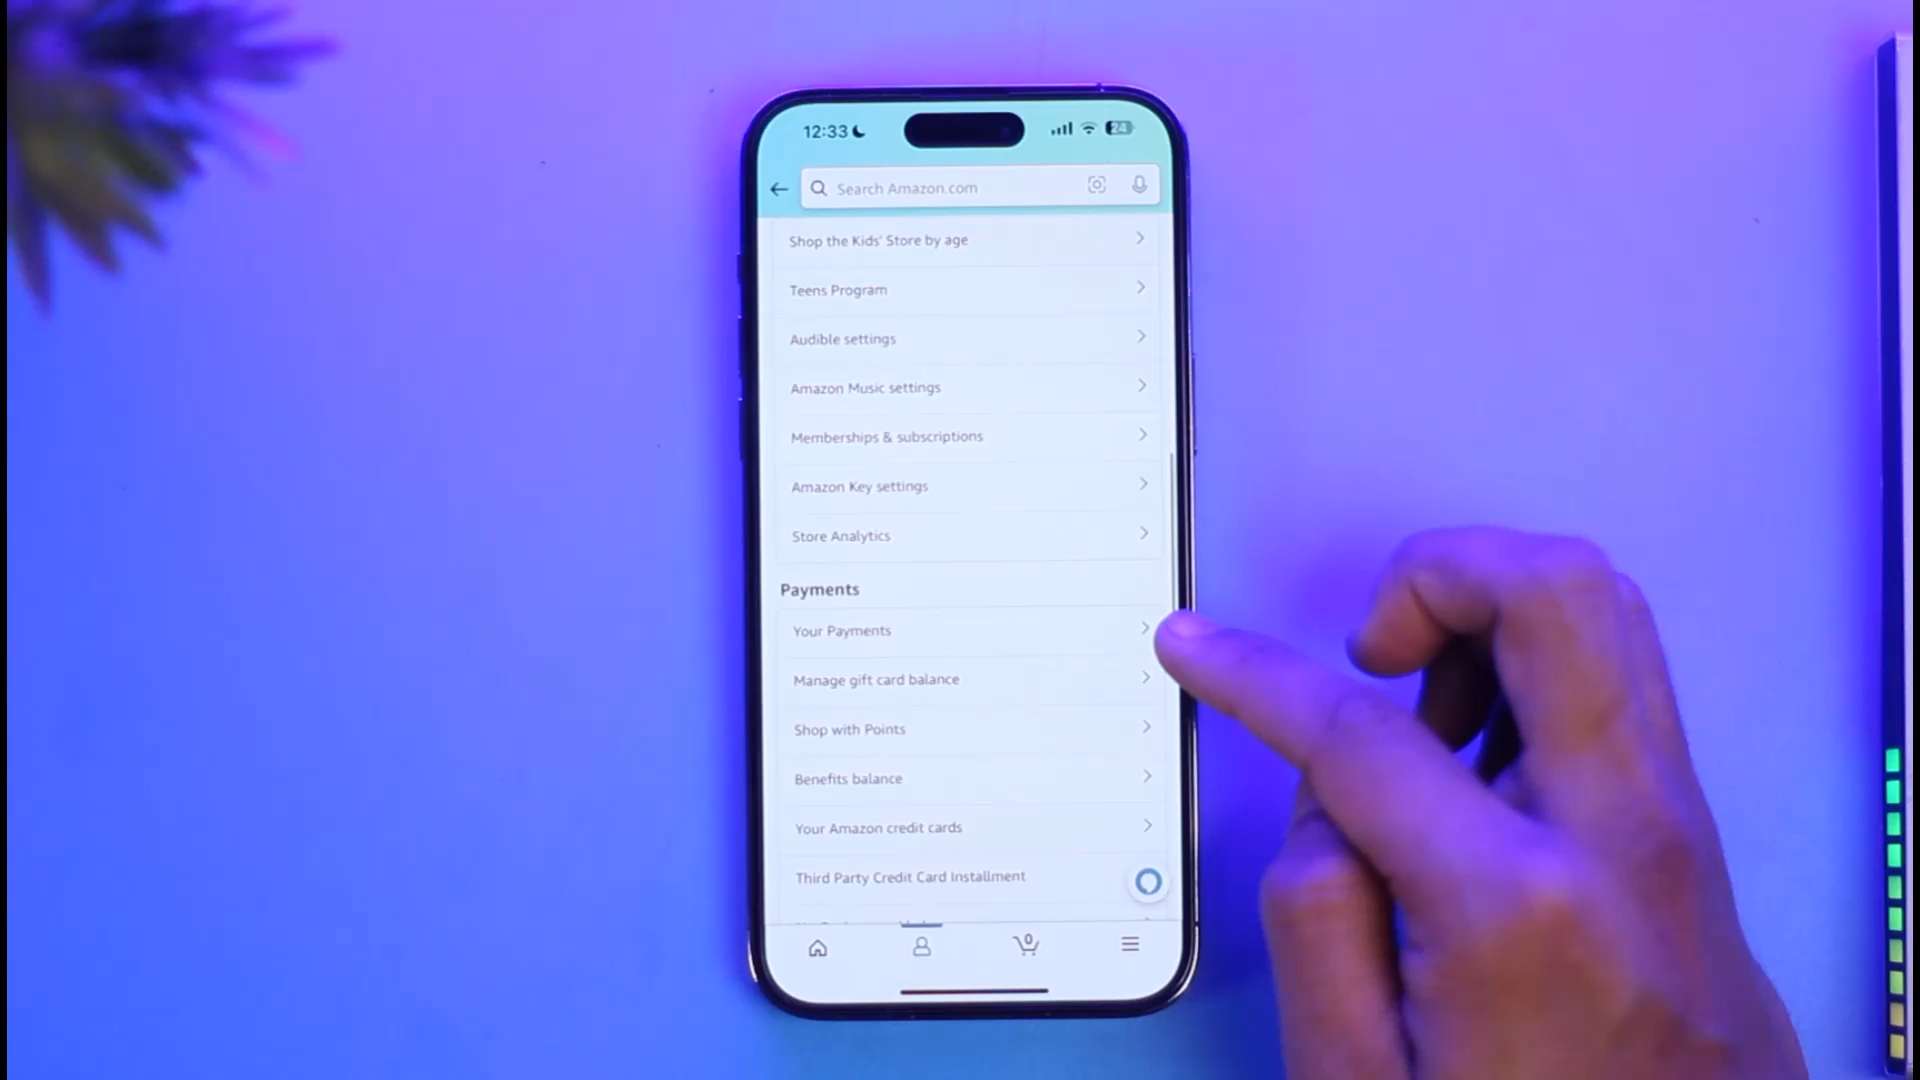 12:33
24
Search Amazon.com
Shop the Kids' Store by age
Teens Program
Audible settings
Amazon Music settings
Memberships & subscriptions
Amazon Key settings
Store Analytics
Payments
Your Payments
Manage gift card balance
Shop with Points
Benefits balance
Your Amazon credit cards
Third Party Credit Card Installment
0